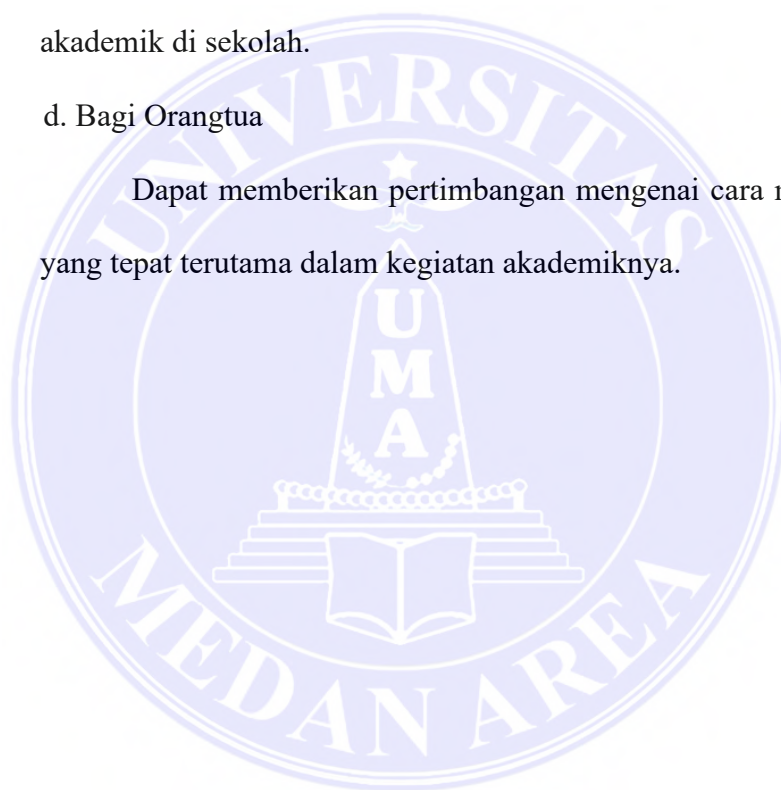 akademik di sekolah.
d. Bagi Orangtua
Dapat memberikan pertimbangan mengenai cara
yang tepat terutama dalam kegiatan akademiknya.
UNIVERSITAS
U
M
A
MEDAN AREA